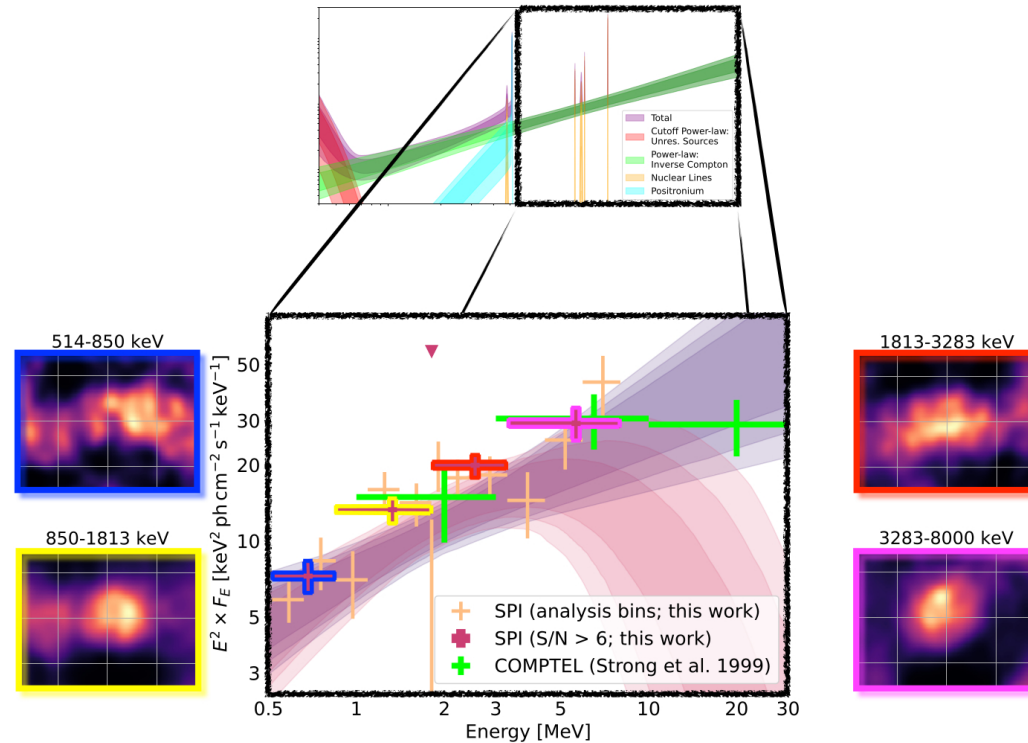 Total
Cutoff Power-law:
Unres. Sources
Power-law:
Inverse Compton
Nuclear Lines
Positronium
514-850 keV
850-1813 keV
1813-3283 keV
3283-8000 keV
E² × F_E [keV² ph cm⁻² s⁻¹ keV⁻¹]
50
30
20
10
5
3
SPI (analysis bins; this work)
SPI (S/N > 6; this work)
COMPTEL (Strong et al. 1999)
0.5 1 2 3 5 10 20 30
Energy [MeV]